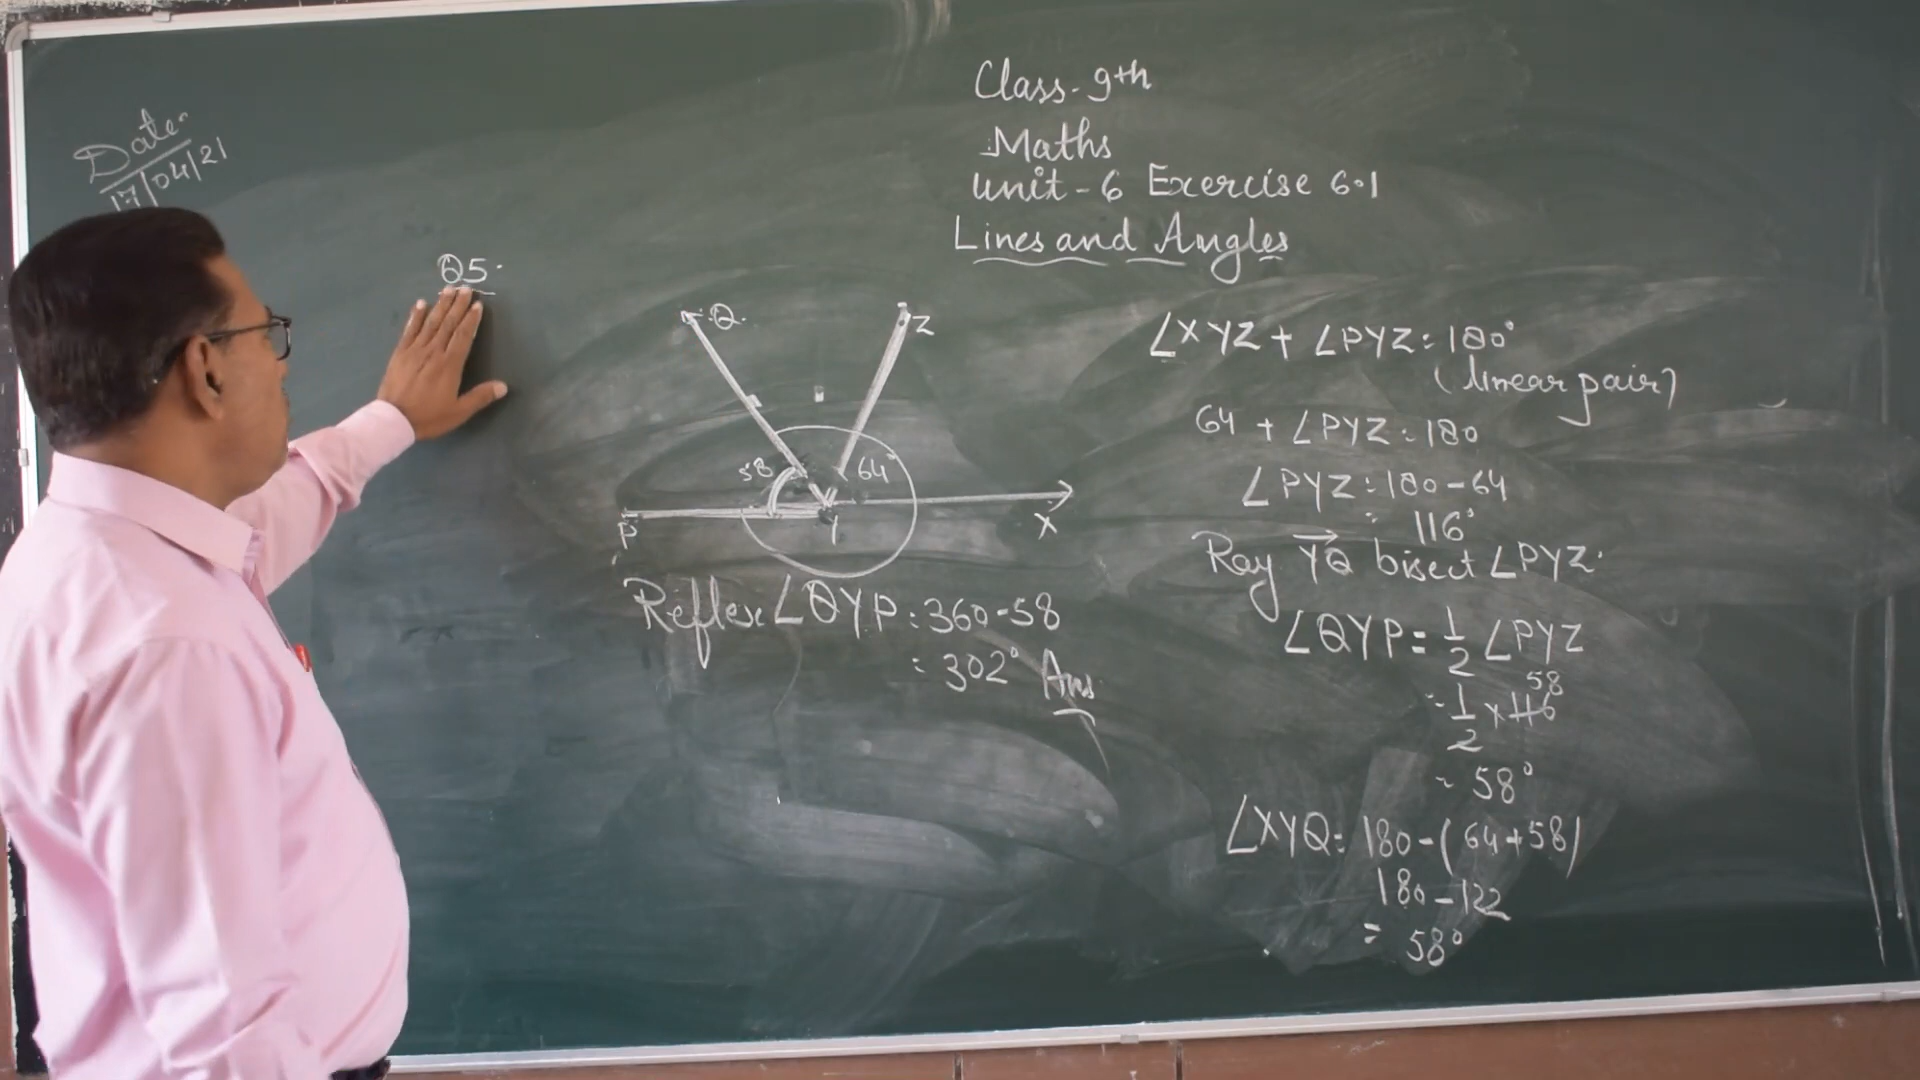 Date-
17/04/21
Class-9th
Maths
Unit-6 Exercise 6.1
Lines and Angles
Q5.
Q.
Z
58
64°
P
Y
X
Reflex ∠QYP = 360-58
= 302° Ans
∠XYZ + ∠PYZ = 180°
(linear pair)
64 + ∠PYZ = 180
∠PYZ = 180-64
= 116°
Ray YQ bisect ∠PYZ.
∠QYP = 1/2 ∠PYZ
58
= 1/2 × 116
= 58°
∠XYQ = 180-(64+58)
180-122
= 58°